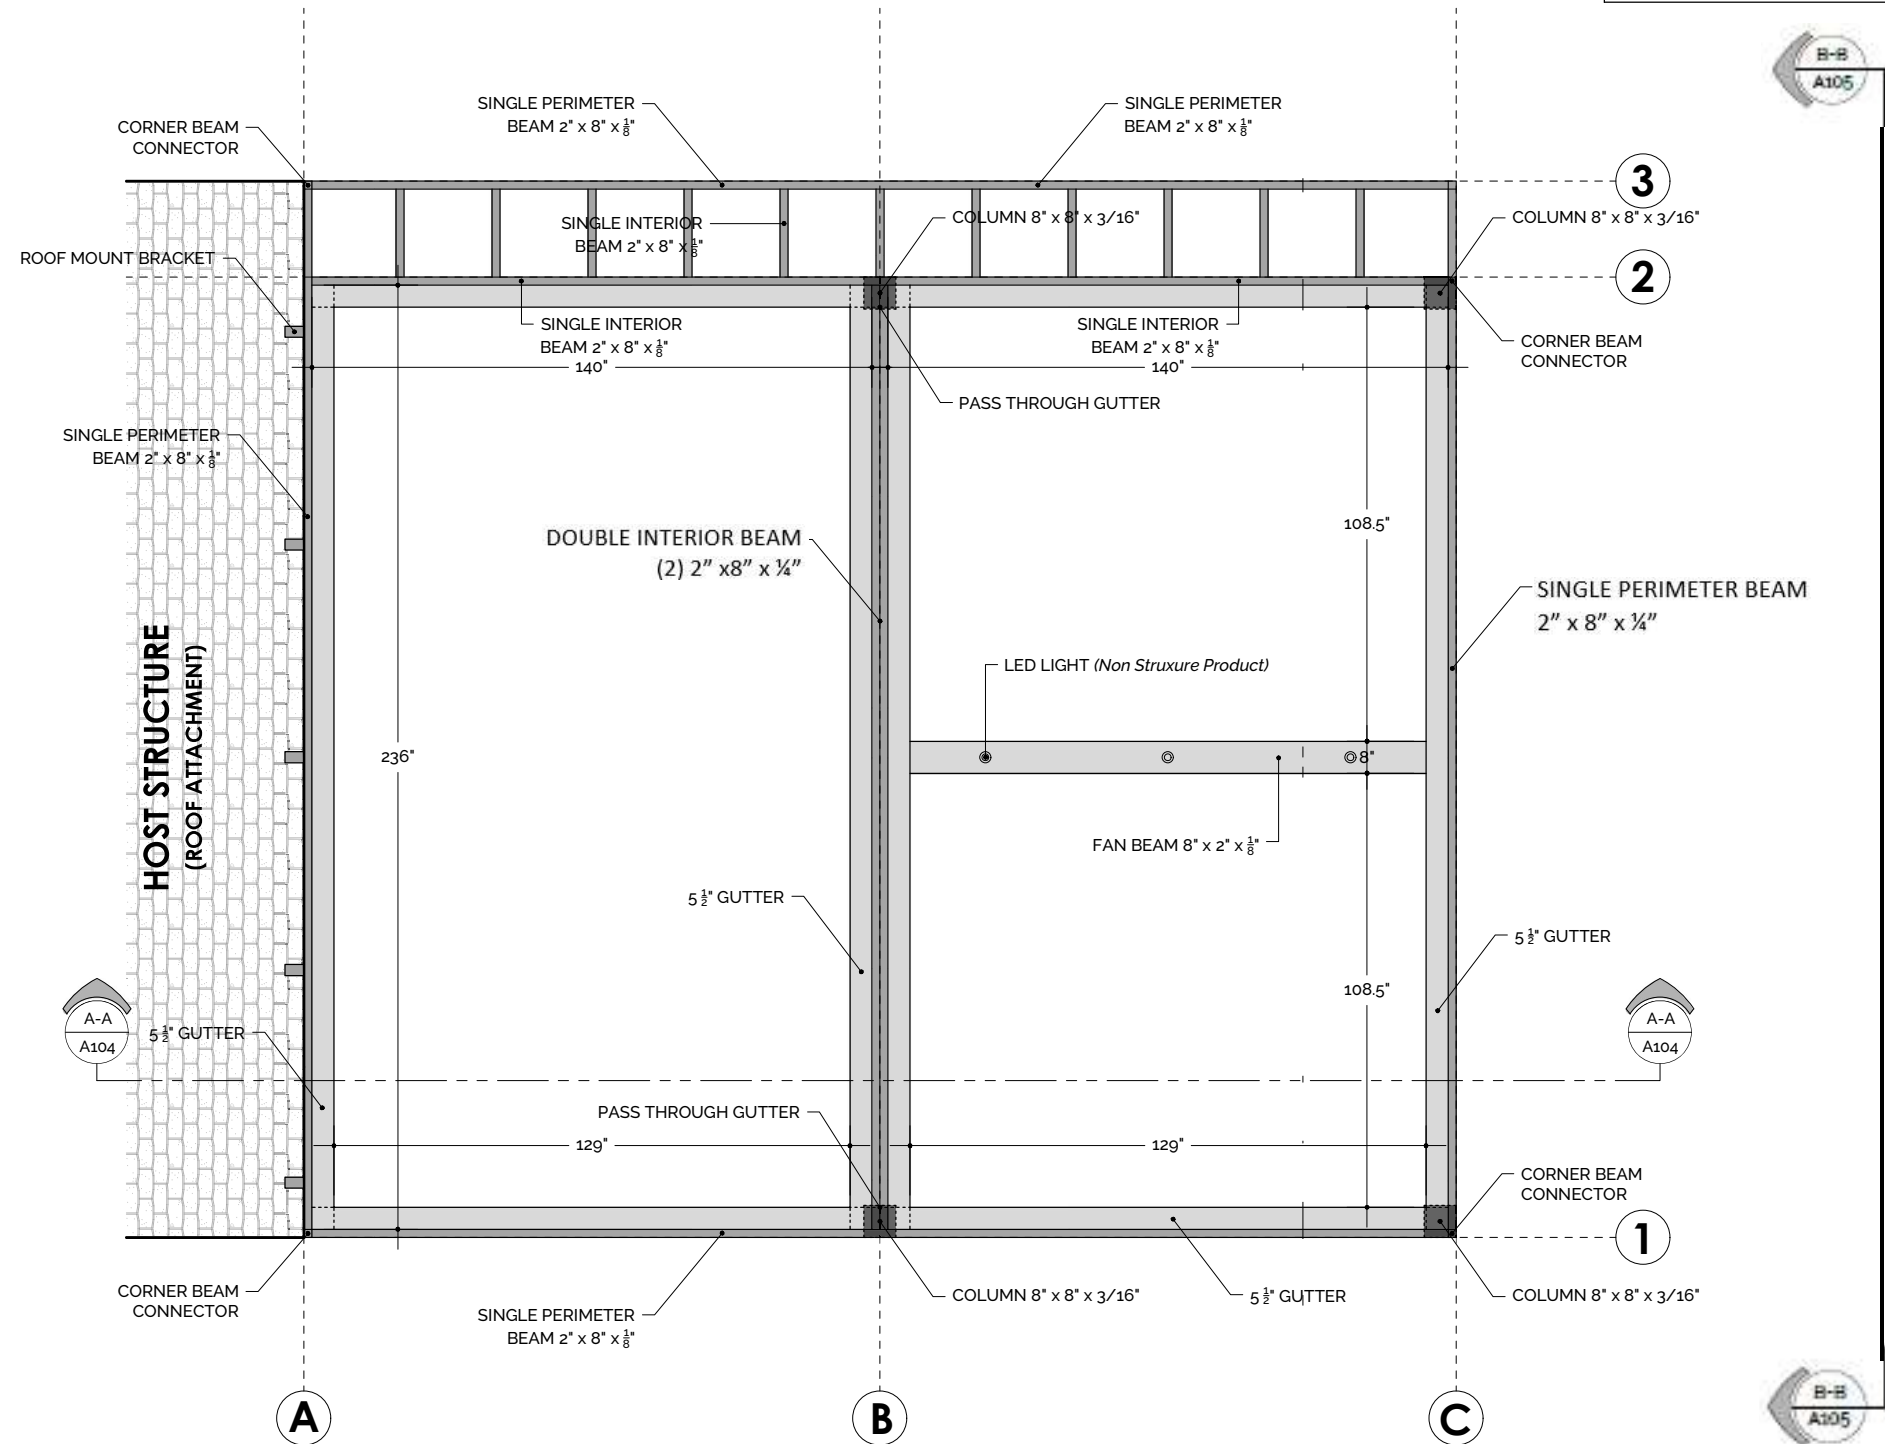 B-B
A105
SINGLE PERIMETER
BEAM 2" x 8" x 1/8"
SINGLE PERIMETER
BEAM 2" x 8" x 1/8"
CORNER BEAM
CONNECTOR
3
SINGLE INTERIOR
BEAM 2" x 8" x 1/8"
COLUMN 8" x 8" x 3/16"
COLUMN 8" x 8" x 3/16"
ROOF MOUNT BRACKET
2
SINGLE INTERIOR
BEAM 2" x 8" x 1/8"
SINGLE INTERIOR
BEAM 2" x 8" x 1/8"
CORNER BEAM
CONNECTOR
140"
140"
PASS THROUGH GUTTER
SINGLE PERIMETER
BEAM 2" x 8" x 1/8"
108.5"
DOUBLE INTERIOR BEAM
(2) 2” x8” x ¼”
SINGLE PERIMETER BEAM
2” x 8” x ¼”
HOST STRUCTURE
(ROOF ATTACHMENT)
LED LIGHT (Non Struxure Product)
236"
8"
FAN BEAM 8" x 2" x 1/8"
5 1/2" GUTTER
5 1/2" GUTTER
108.5"
A-A
A104
5 1/2" GUTTER
A-A
A104
PASS THROUGH GUTTER
129"
129"
CORNER BEAM
CONNECTOR
1
CORNER BEAM
CONNECTOR
COLUMN 8" x 8" x 3/16"
5 1/2" GUTTER
COLUMN 8" x 8" x 3/16"
SINGLE PERIMETER
BEAM 2" x 8" x 1/8"
A
B
C
B-B
A105